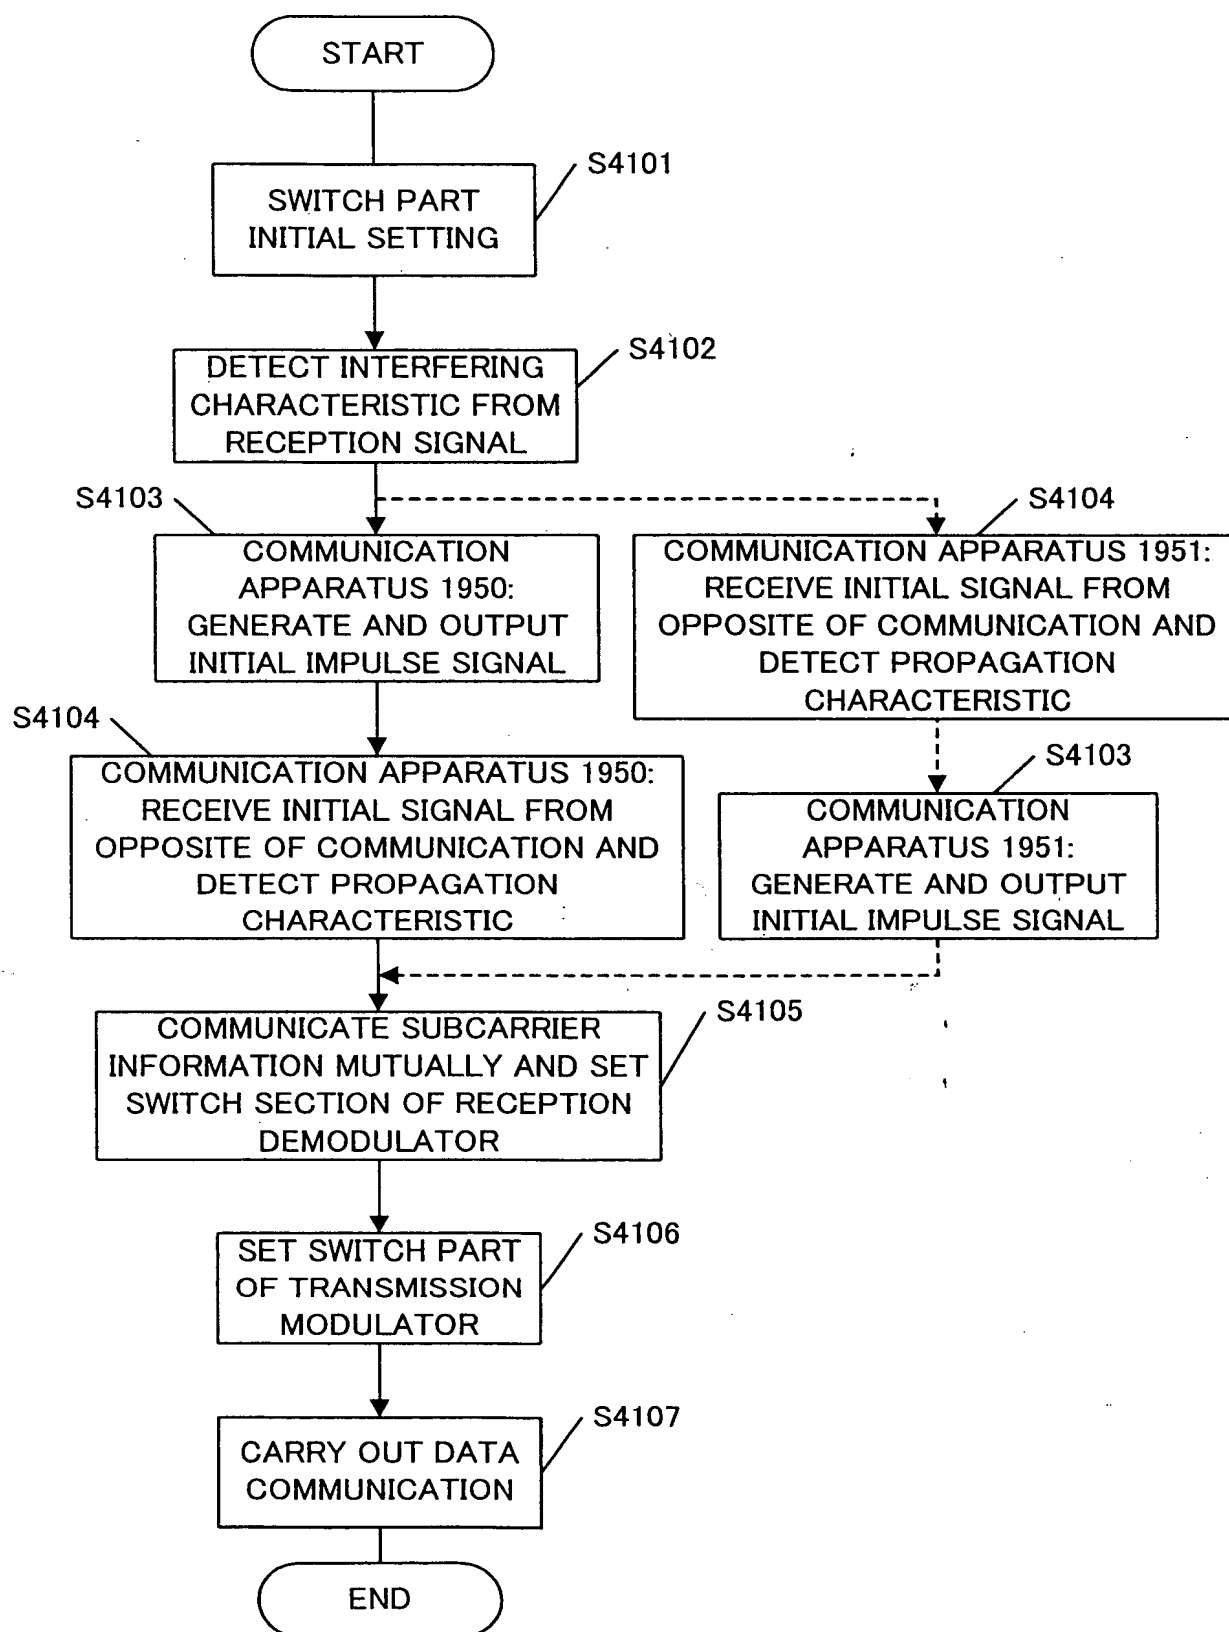 START
S4101
SWITCH PART
INITIAL SETTING
S4102
DETECT INTERFERING
CHARACTERISTIC FROM
RECEPTION SIGNAL
S4103
COMMUNICATION
APPARATUS 1950:
GENERATE AND OUTPUT
INITIAL IMPULSE SIGNAL
S4104
COMMUNICATION APPARATUS 1951:
RECEIVE INITIAL SIGNAL FROM
OPPOSITE OF COMMUNICATION AND
DETECT PROPAGATION
CHARACTERISTIC
S4104
COMMUNICATION APPARATUS 1950:
RECEIVE INITIAL SIGNAL FROM
OPPOSITE OF COMMUNICATION AND
DETECT PROPAGATION
CHARACTERISTIC
S4103
COMMUNICATION
APPARATUS 1951:
GENERATE AND OUTPUT
INITIAL IMPULSE SIGNAL
S4105
COMMUNICATE SUBCARRIER
INFORMATION MUTUALLY AND SET
SWITCH SECTION OF RECEPTION
DEMODULATOR
S4106
SET SWITCH PART
OF TRANSMISSION
MODULATOR
S4107
CARRY OUT DATA
COMMUNICATION
END